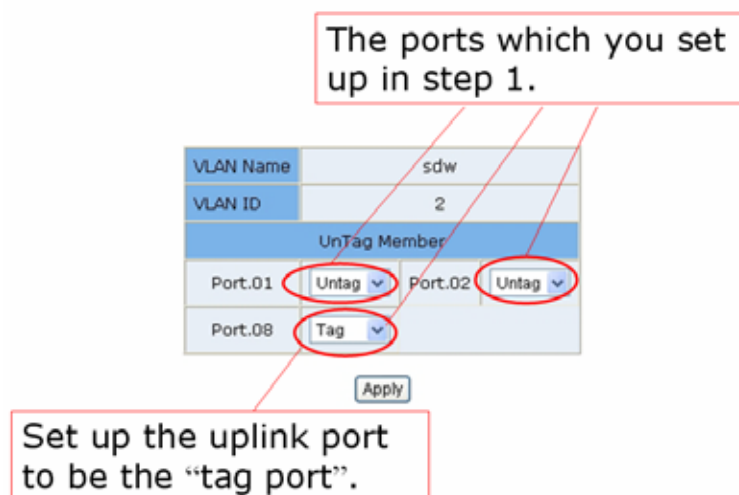 The ports which you set
up in step 1.
VLAN Name sdw
VLAN ID 2
UnTag Member
Port.01 Untag Port.02 Untag
Port.08 Tag
Apply
Set up the uplink port
to be the “tag port”.